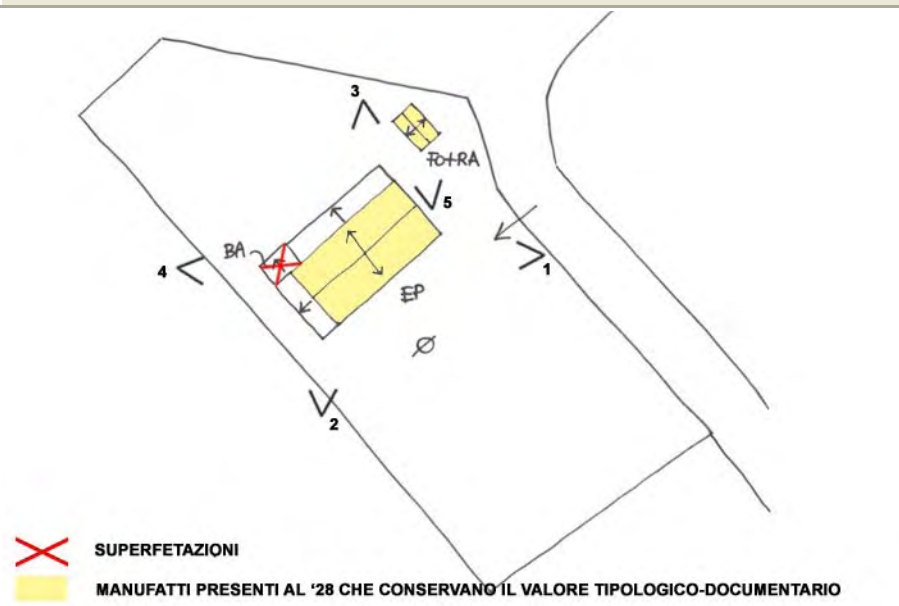 3
FO+RA
5
BA
1
4
EP
Ø
2
SUPERFETAZIONI
MANUFATTI PRESENTI AL ‘28 CHE CONSERVANO IL VALORE TIPOLOGICO-DOCUMENTARIO